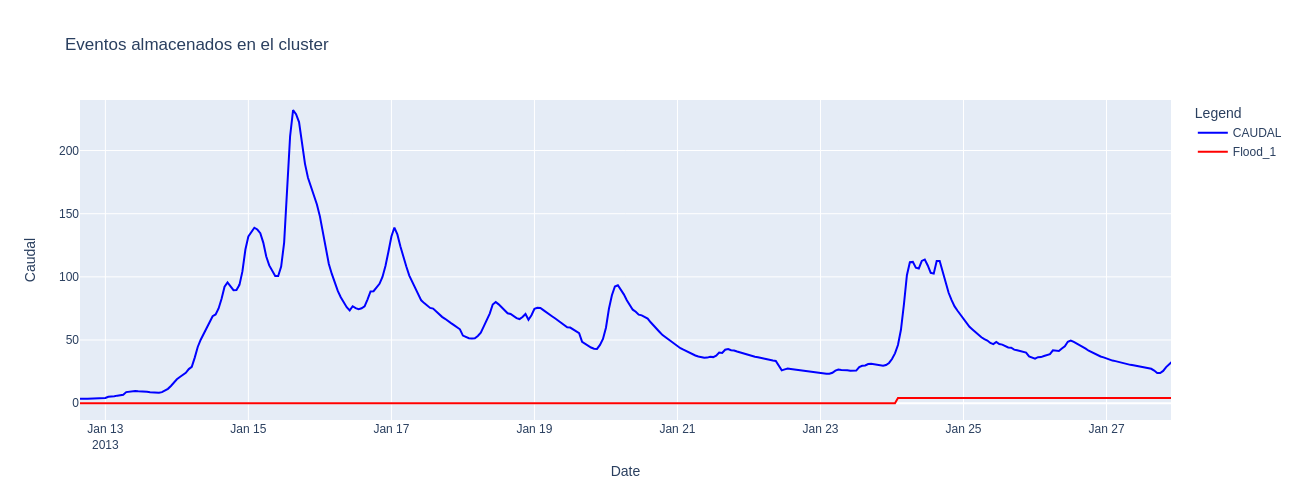 Eventos almacenados en el cluster
Legend
CAUDAL
Flood_1
Caudal
200
150
100
50
0
Jan 13
2013
Jan 15
Jan 17
Jan 19
Jan 21
Jan 23
Jan 25
Jan 27
Date